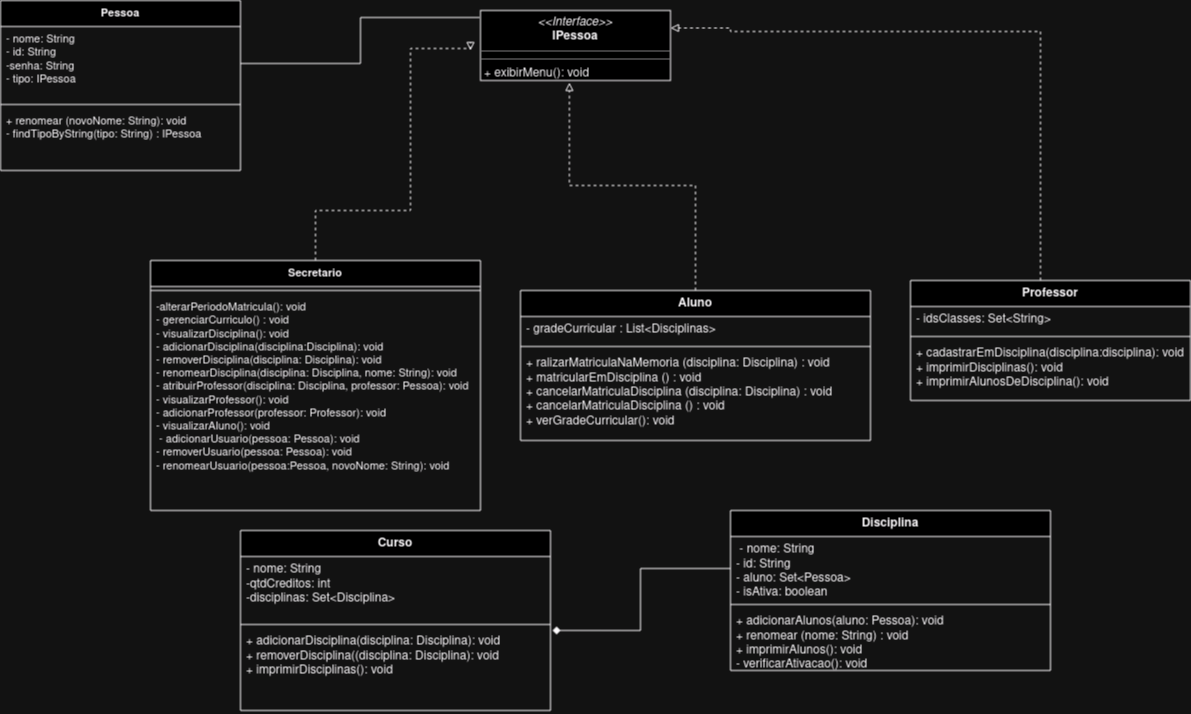 Pessoa
- nome: String
- id: String
-senha: String
- tipo: IPessoa
+ renomear (novoNome: String): void
- findTipoByString(tipo: String) : IPessoa
<<Interface>>
IPessoa
+ exibirMenu(): void
Secretario
-alterarPeriodoMatricula(): void
- gerenciarCurriculo() : void
- visualizarDisciplina(): void
- adicionarDisciplina(disciplina:Disciplina): void
- removerDisciplina(disciplina: Disciplina): void
- renomearDisciplina(disciplina: Disciplina, nome: String): void
- atribuirProfessor(disciplina: Disciplina, professor: Pessoa): void
- visualizarProfessor(): void
- adicionarProfessor(professor: Professor): void
- visualizarAluno(): void
- adicionarUsuario(pessoa: Pessoa): void
- removerUsuario(pessoa: Pessoa): void
- renomearUsuario(pessoa:Pessoa, novoNome: String): void
Aluno
- gradeCurricular : List<Disciplinas>
+ ralizarMatriculaNaMemoria (disciplina: Disciplina) : void
+ matricularEmDisciplina () : void
+ cancelarMatriculaDisciplina (disciplina: Disciplina) : void
+ cancelarMatriculaDisciplina () : void
+ verGradeCurricular(): void
Professor
- idsClasses: Set<String>
+ cadastrarEmDisciplina(disciplina:disciplina): void
+ imprimirDisciplinas(): void
+ imprimirAlunosDeDisciplina(): void
Curso
- nome: String
-qtdCreditos: int
-disciplinas: Set<Disciplina>
+ adicionarDisciplina(disciplina: Disciplina): void
+ removerDisciplina((disciplina: Disciplina): void
+ imprimirDisciplinas(): void
Disciplina
- nome: String
- id: String
- aluno: Set<Pessoa>
- isAtiva: boolean
+ adicionarAlunos(aluno: Pessoa): void
+ renomear (nome: String) : void
+ imprimirAlunos(): void
- verificarAtivacao(): void